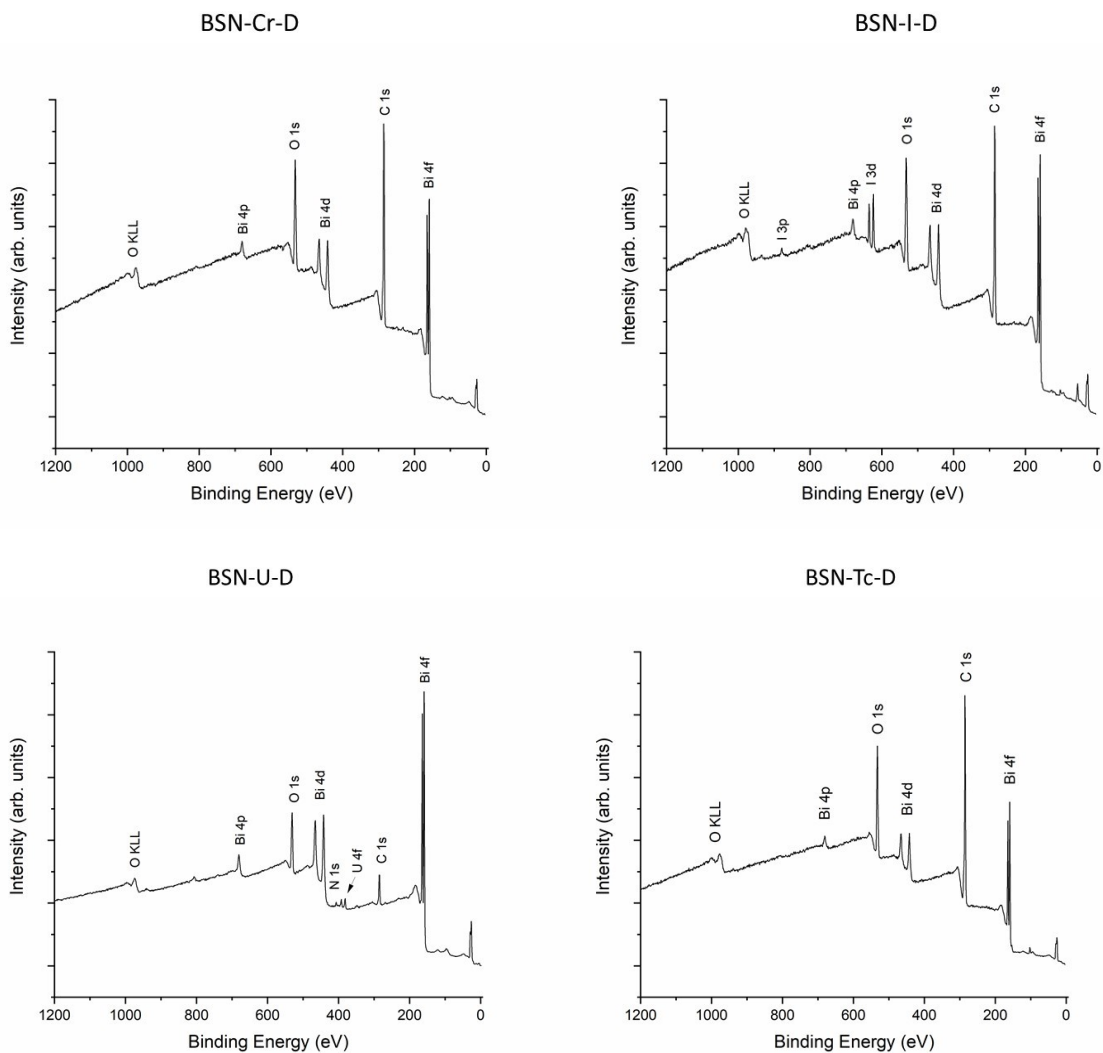 BSN-Cr-D
Intensity (arb. units)
O KLL
Bi 4p
O 1s
Bi 4d
C 1s
Bi 4f
1200 1000 800 600 400 200 0
Binding Energy (eV)
BSN-I-D
Intensity (arb. units)
O KLL
I 3p
Bi 4p
I 3d
O 1s
Bi 4d
C 1s
Bi 4f
1200 1000 800 600 400 200 0
Binding Energy (eV)
BSN-U-D
Intensity (arb. units)
O KLL
Bi 4p
O 1s
Bi 4d
N 1s
U 4f
C 1s
Bi 4f
1200 1000 800 600 400 200 0
Binding Energy (eV)
BSN-Tc-D
Intensity (arb. units)
O KLL
Bi 4p
O 1s
Bi 4d
C 1s
Bi 4f
1200 1000 800 600 400 200 0
Binding Energy (eV)